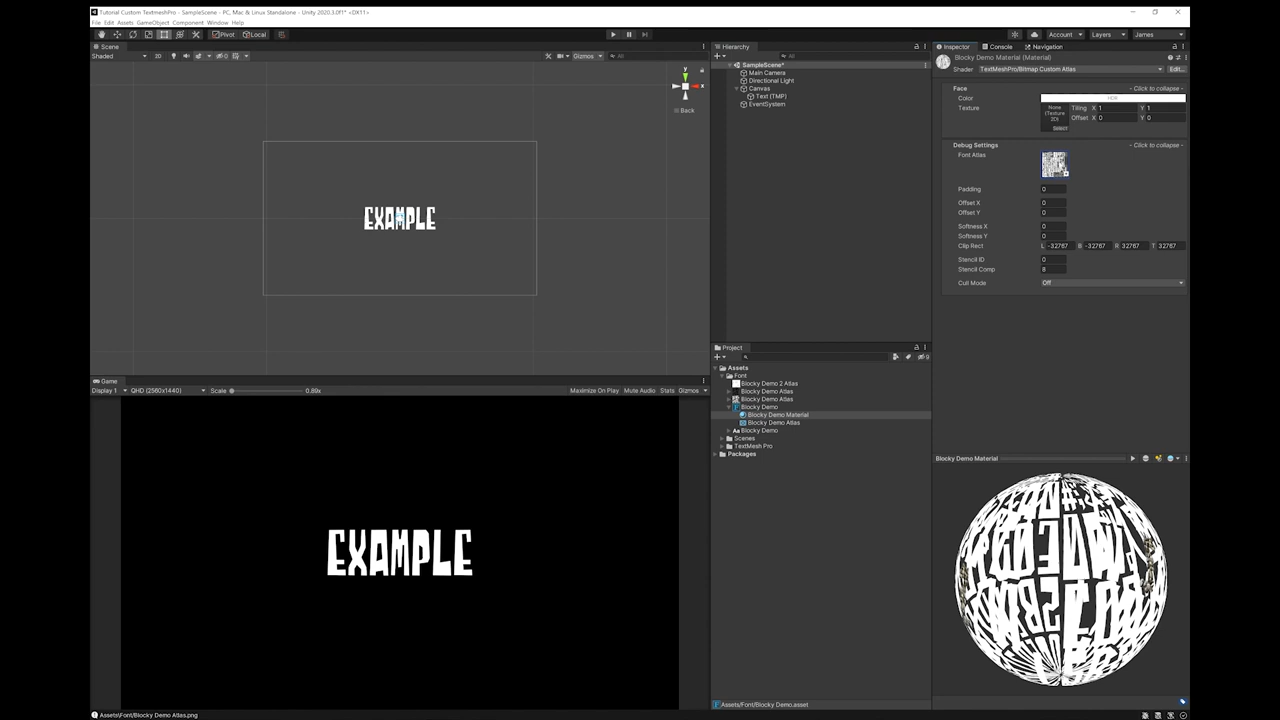 Tutorial Custom TextmeshPro - SampleScene - PC, Mac & Linux Standalone - Unity 2020.3.0f1* <DX11>
File Edit Assets GameObject Component Window Help
Pivot Local Account Layers James
Scene
Shaded 2D Gizmos All
y
x
Back
EXAMPLE
Game
Display 1 QHD (2560x1440) Scale 0.89x Maximize On Play Mute Audio Stats Gizmos
EXAMPLE
Hierarchy
All
SampleScene*
Main Camera
Directional Light
Canvas
Text (TMP)
EventSystem
Project
9
Assets
Font
Blocky Demo 2 Atlas
Blocky Demo Atlas
Blocky Demo Atlas
Blocky Demo
Blocky Demo Material
Blocky Demo Atlas
Aa Blocky Demo
Scenes
TextMesh Pro
Packages
Assets/Font/Blocky Demo.asset
Inspector Console Navigation
Blocky Demo Material (Material)
Shader TextMeshPro/Bitmap Custom Atlas Edit...
Face - Click to collapse -
Color HDR
Texture None (Texture 2D) Select Tiling X 1 Y 1
Offset X 0 Y 0
Debug Settings - Click to collapse -
Font Atlas
Padding 0
Offset X 0
Offset Y 0
Softness X 0
Softness Y 0
Clip Rect L -32767 B -32767 R 32767 T 32767
Stencil ID 0
Stencil Comp 8
Cull Mode Off
Blocky Demo Material
Assets/Font/Blocky Demo Atlas.png